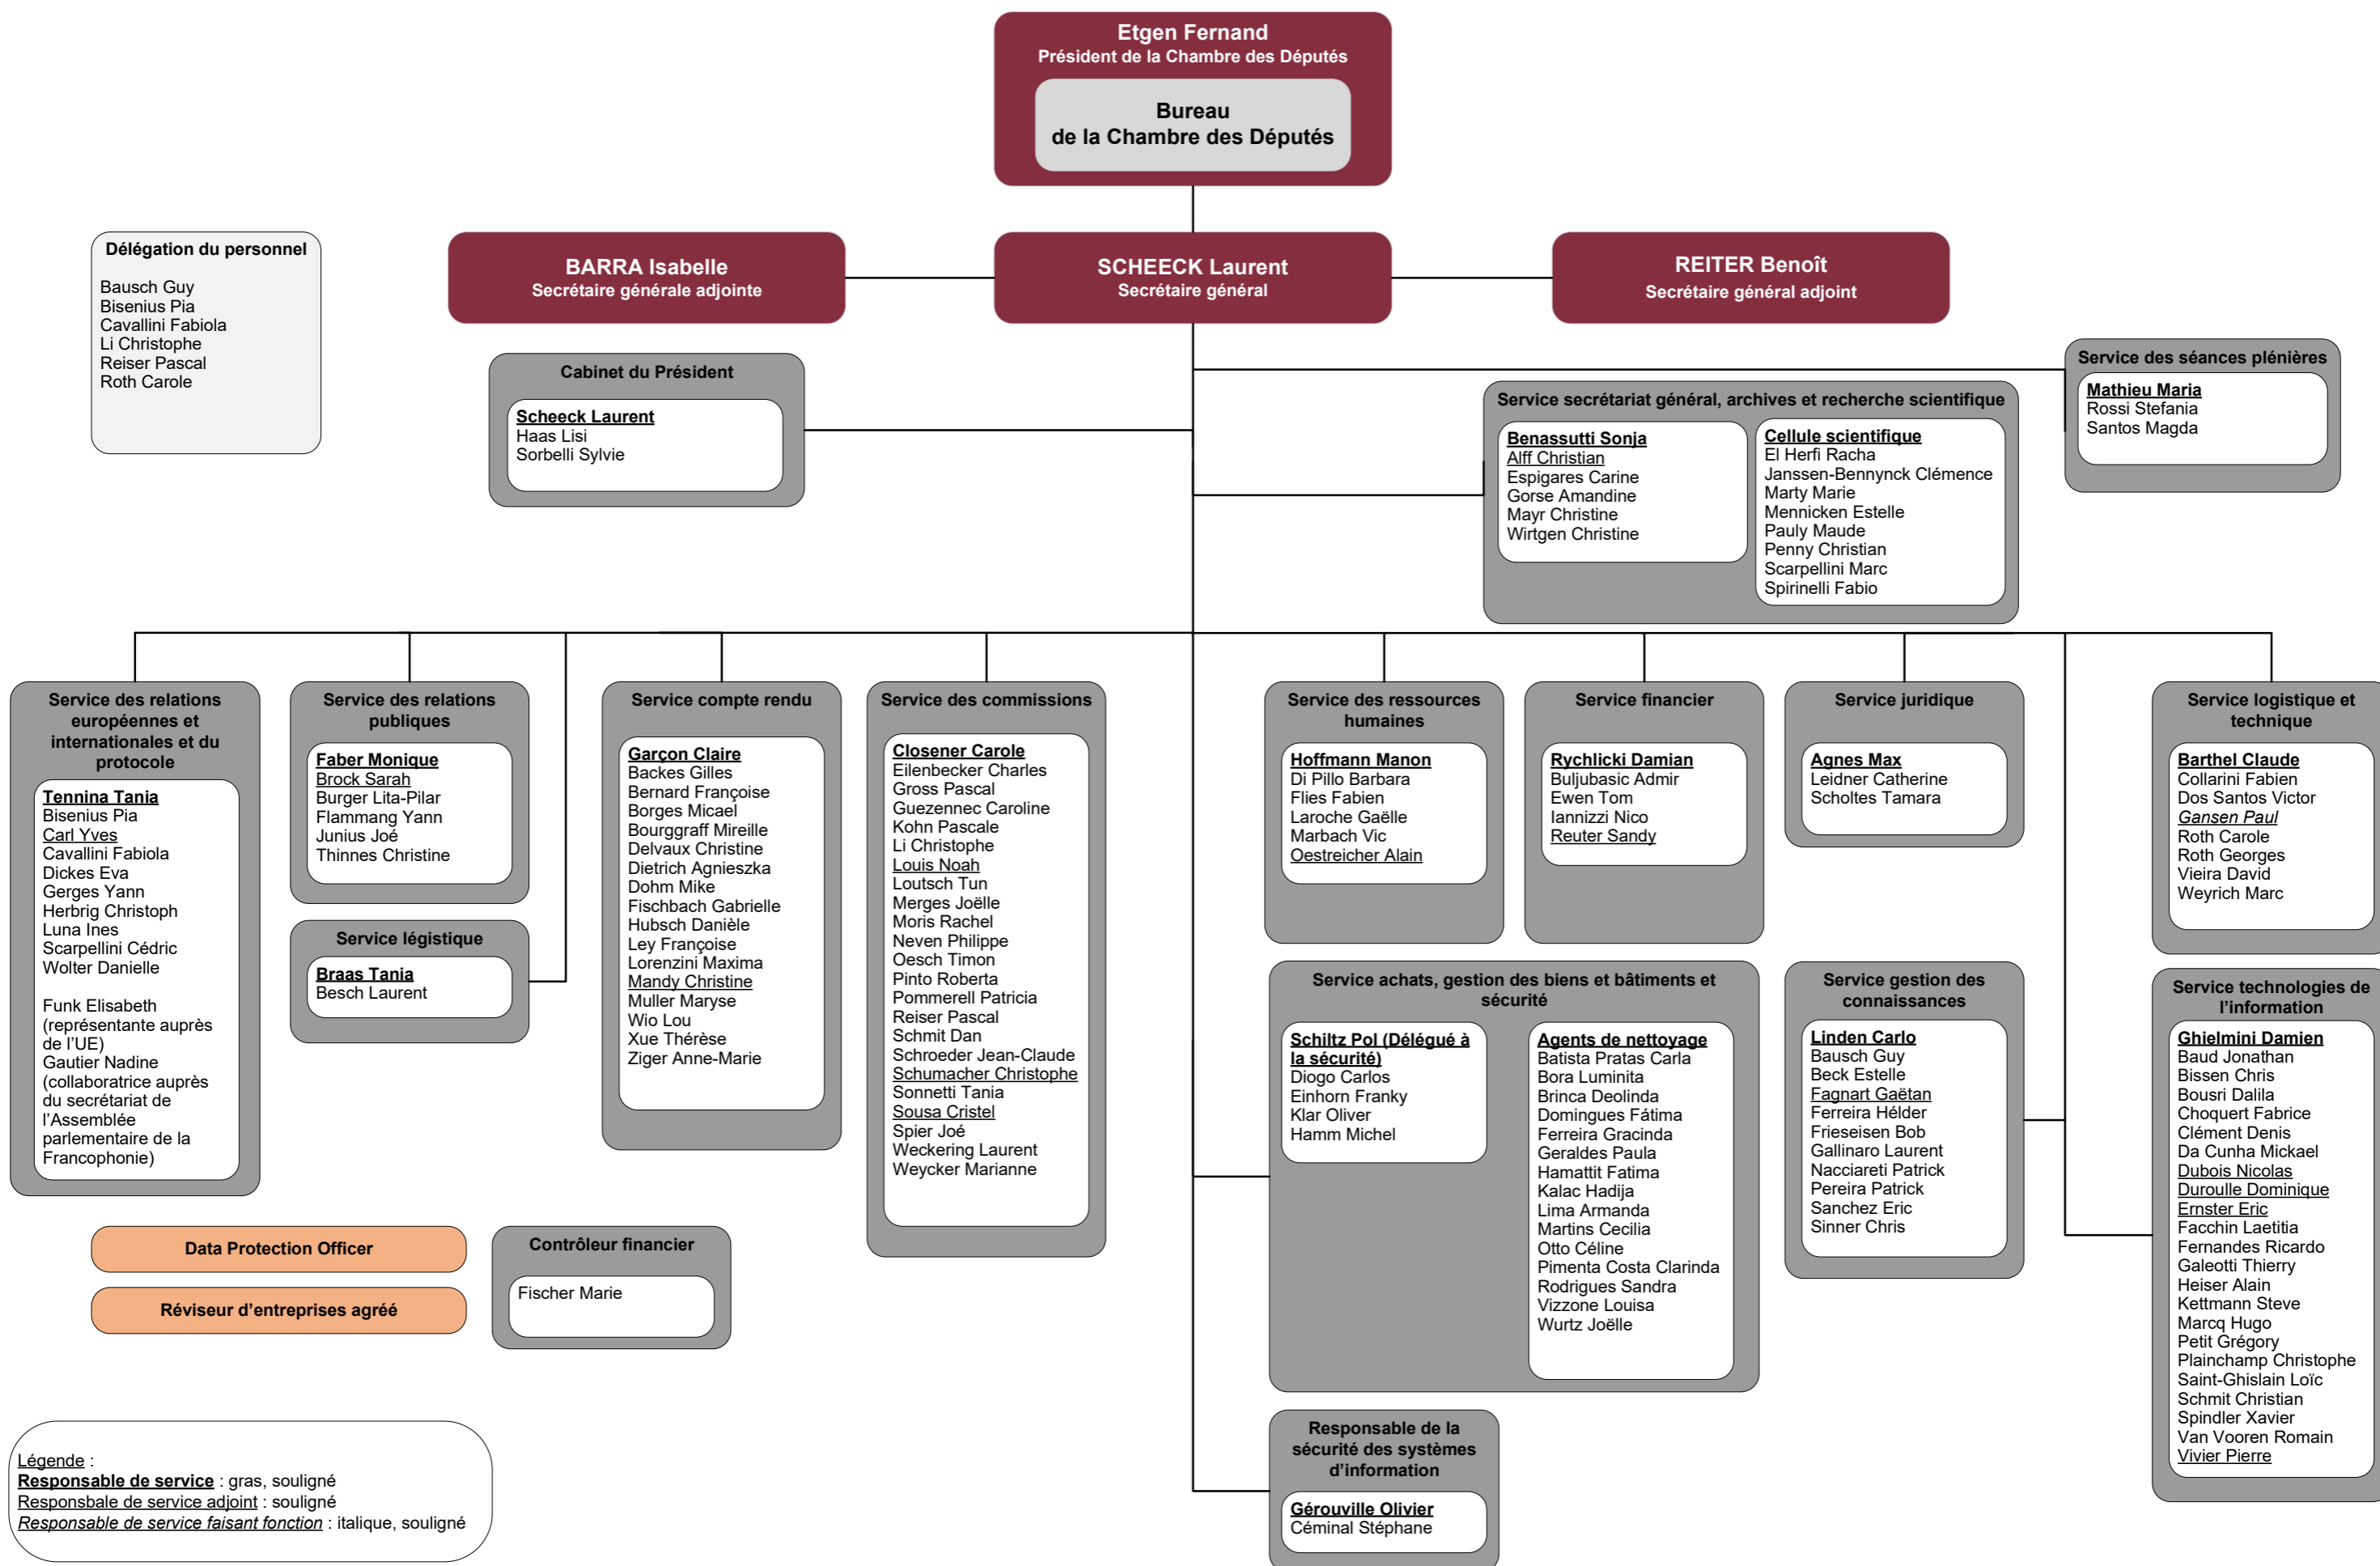 Etgen Fernand
Président de la Chambre des Députés
Bureau
de la Chambre des Députés
Délégation du personnel
Bausch Guy
Bisenius Pia
Cavallini Fabiola
Li Christophe
Reiser Pascal
Roth Carole
BARRA Isabelle
Secrétaire générale adjointe
SCHEECK Laurent
Secrétaire général
REITER Benoît
Secrétaire général adjoint
Cabinet du Président
Scheeck Laurent
Haas Lisi
Sorbelli Sylvie
Service secrétariat général, archives et recherche scientifique
Benassutti Sonja
Alff Christian
Espigares Carine
Gorse Amandine
Mayr Christine
Wirtgen Christine
Cellule scientifique
El Herfi Racha
Janssen-Bennynck Clémence
Marty Marie
Mennicken Estelle
Pauly Maude
Penny Christian
Scarpellini Marc
Spirinelli Fabio
Service des séances plénières
Mathieu Maria
Rossi Stefania
Santos Magda
Service des relations
européennes et
internationales et du
protocole
Tennina Tania
Bisenius Pia
Carl Yves
Cavallini Fabiola
Dickes Eva
Gerges Yann
Herbrig Christoph
Luna Ines
Scarpellini Cédric
Wolter Danielle
Funk Elisabeth
(représentante auprès
de l'UE)
Gautier Nadine
(collaboratrice auprès
du secrétariat de
l'Assemblée
parlementaire de la
Francophonie)
Service des relations
publiques
Faber Monique
Brock Sarah
Burger Lita-Pilar
Flammang Yann
Junius Joé
Thinnes Christine
Service légistique
Braas Tania
Besch Laurent
Service compte rendu
Garçon Claire
Backes Gilles
Bernard Françoise
Borges Micael
Bourggraff Mireille
Delvaux Christine
Dietrich Agnieszka
Dohm Mike
Fischbach Gabrielle
Hubsch Danièle
Ley Françoise
Lorenzini Maxima
Mandy Christine
Muller Maryse
Wio Lou
Xue Thérèse
Ziger Anne-Marie
Service des commissions
Closener Carole
Eilenbecker Charles
Gross Pascal
Guezennec Caroline
Kohn Pascale
Li Christophe
Louis Noah
Loutsch Tun
Merges Joëlle
Moris Rachel
Neven Philippe
Oesch Timon
Pinto Roberta
Pommerell Patricia
Reiser Pascal
Schmit Dan
Schroeder Jean-Claude
Schumacher Christophe
Sonnetti Tania
Sousa Cristel
Spier Joé
Weckering Laurent
Weycker Marianne
Service des ressources
humaines
Hoffmann Manon
Di Pillo Barbara
Flies Fabien
Laroche Gaëlle
Marbach Vic
Oestreicher Alain
Service financier
Rychlicki Damian
Buljubasic Admir
Ewen Tom
Iannizzi Nico
Reuter Sandy
Service juridique
Agnes Max
Leidner Catherine
Scholtes Tamara
Service logistique et
technique
Barthel Claude
Collarini Fabien
Dos Santos Victor
Gansen Paul
Roth Carole
Roth Georges
Vieira David
Weyrich Marc
Service achats, gestion des biens et bâtiments et
sécurité
Schiltz Pol (Délégué à
la sécurité)
Diogo Carlos
Einhorn Franky
Klar Oliver
Hamm Michel
Agents de nettoyage
Batista Pratas Carla
Bora Luminita
Brinca Deolinda
Domingues Fátima
Ferreira Gracinda
Geraldes Paula
Hamattit Fatima
Kalac Hadija
Lima Armanda
Martins Cecilia
Otto Céline
Pimenta Costa Clarinda
Rodrigues Sandra
Vizzone Louisa
Wurtz Joëlle
Service gestion des
connaissances
Linden Carlo
Bausch Guy
Beck Estelle
Fagnart Gaëtan
Ferreira Hélder
Frieseisen Bob
Gallinaro Laurent
Nacciareti Patrick
Pereira Patrick
Sanchez Eric
Sinner Chris
Service technologies de
l'information
Ghielmini Damien
Baud Jonathan
Bissen Chris
Bousri Dalila
Choquert Fabrice
Clément Denis
Da Cunha Mickael
Dubois Nicolas
Duroulle Dominique
Ernster Eric
Facchin Laetitia
Fernandes Ricardo
Galeotti Thierry
Heiser Alain
Kettmann Steve
Marcq Hugo
Petit Grégory
Plainchamp Christophe
Saint-Ghislain Loïc
Schmit Christian
Spindler Xavier
Van Vooren Romain
Vivier Pierre
Data Protection Officer
Réviseur d'entreprises agréé
Contrôleur financier
Fischer Marie
Responsable de la
sécurité des systèmes
d'information
Gérouville Olivier
Céminal Stéphane
Légende :
Responsable de service : gras, souligné
Responsbale de service adjoint : souligné
Responsable de service faisant fonction : italique, souligné